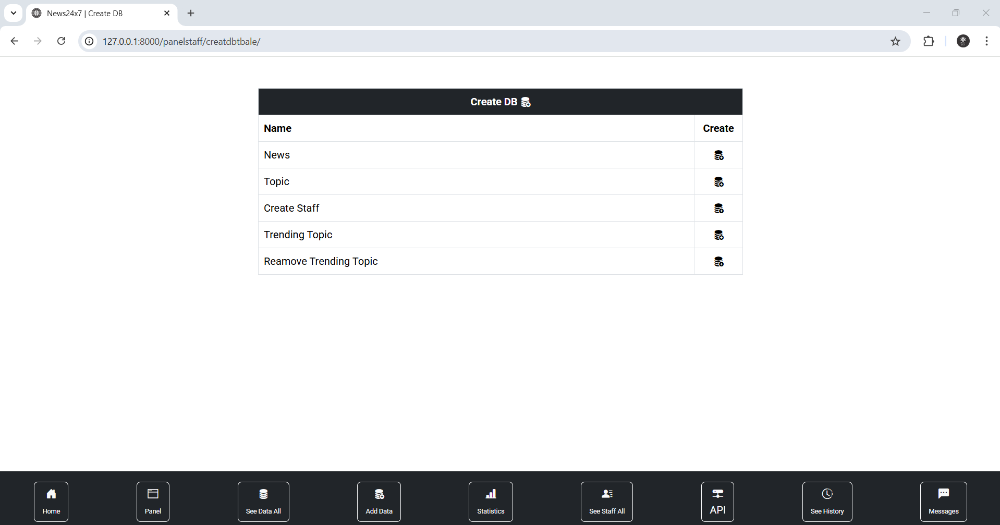 News24x7 | Create DB
127.0.0.1:8000/panelstaff/creatdbtbale/
Create DB
Name Create
News
Topic
Create Staff
Trending Topic
Reamove Trending Topic
Home Panel See Data All Add Data Statistics See Staff All API See History Messages